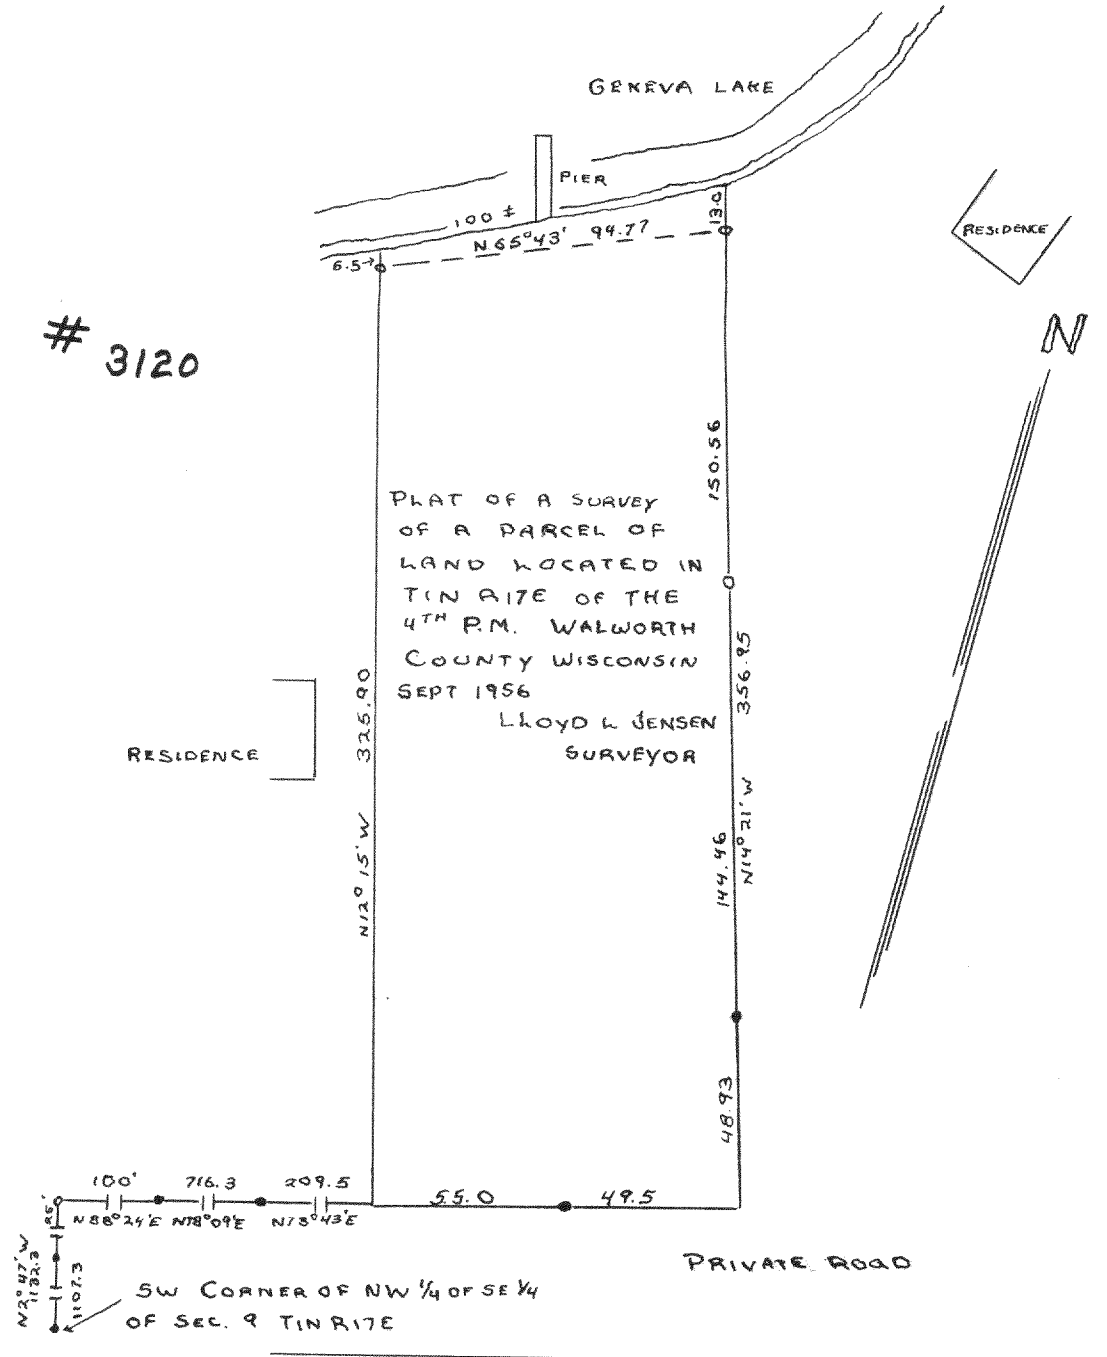 GENEVA LAKE
PIER
100 ±
N 65°43' 94.77
13.0
6.5→
RESIDENCE
N
# 3120
150.56
PLAT OF A SURVEY
OF A PARCEL OF
LAND LOCATED IN
T1N R17E OF THE
4TH P.M. WALWORTH
COUNTY WISCONSIN
SEPT 1956
LLOYD L JENSEN
SURVEYOR
325.90
N12° 15' W
356.95
N14° 21' W
144.46
RESIDENCE
48.93
100' 716.3 209.5
N88°24'E N78°09'E N73°43'E
55.0 49.5
PRIVATE ROAD
25'
N2° 47' W
1132.3
1107.3
SW CORNER OF NW ¼ OF SE ¼
OF SEC. 9 T1N R17E